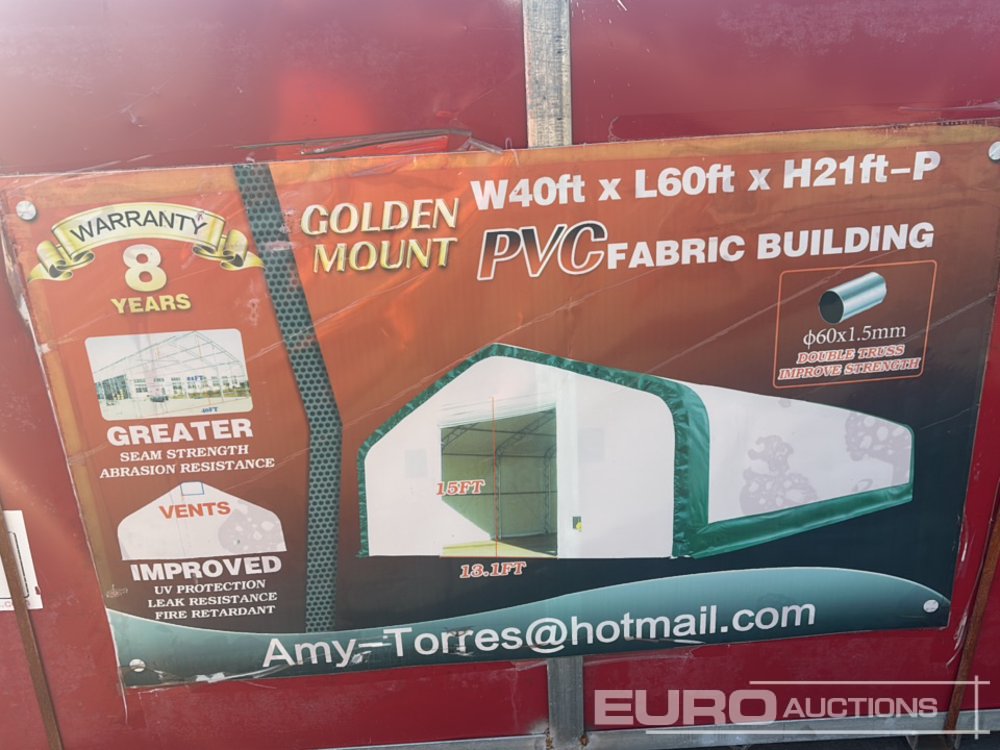 WARRANTY
8
YEARS
GOLDEN
MOUNT
W40ft x L60ft x H21ft-P
PVC FABRIC BUILDING
φ60x1.5mm
DOUBLE TRUSS
IMPROVE STRENGTH
40FT
GREATER
SEAM STRENGTH
ABRASION RESISTANCE
VENTS
IMPROVED
UV PROTECTION
LEAK RESISTANCE
FIRE RETARDANT
15FT
13.1FT
Amy-Torres@hotmail.com
EURO AUCTIONS